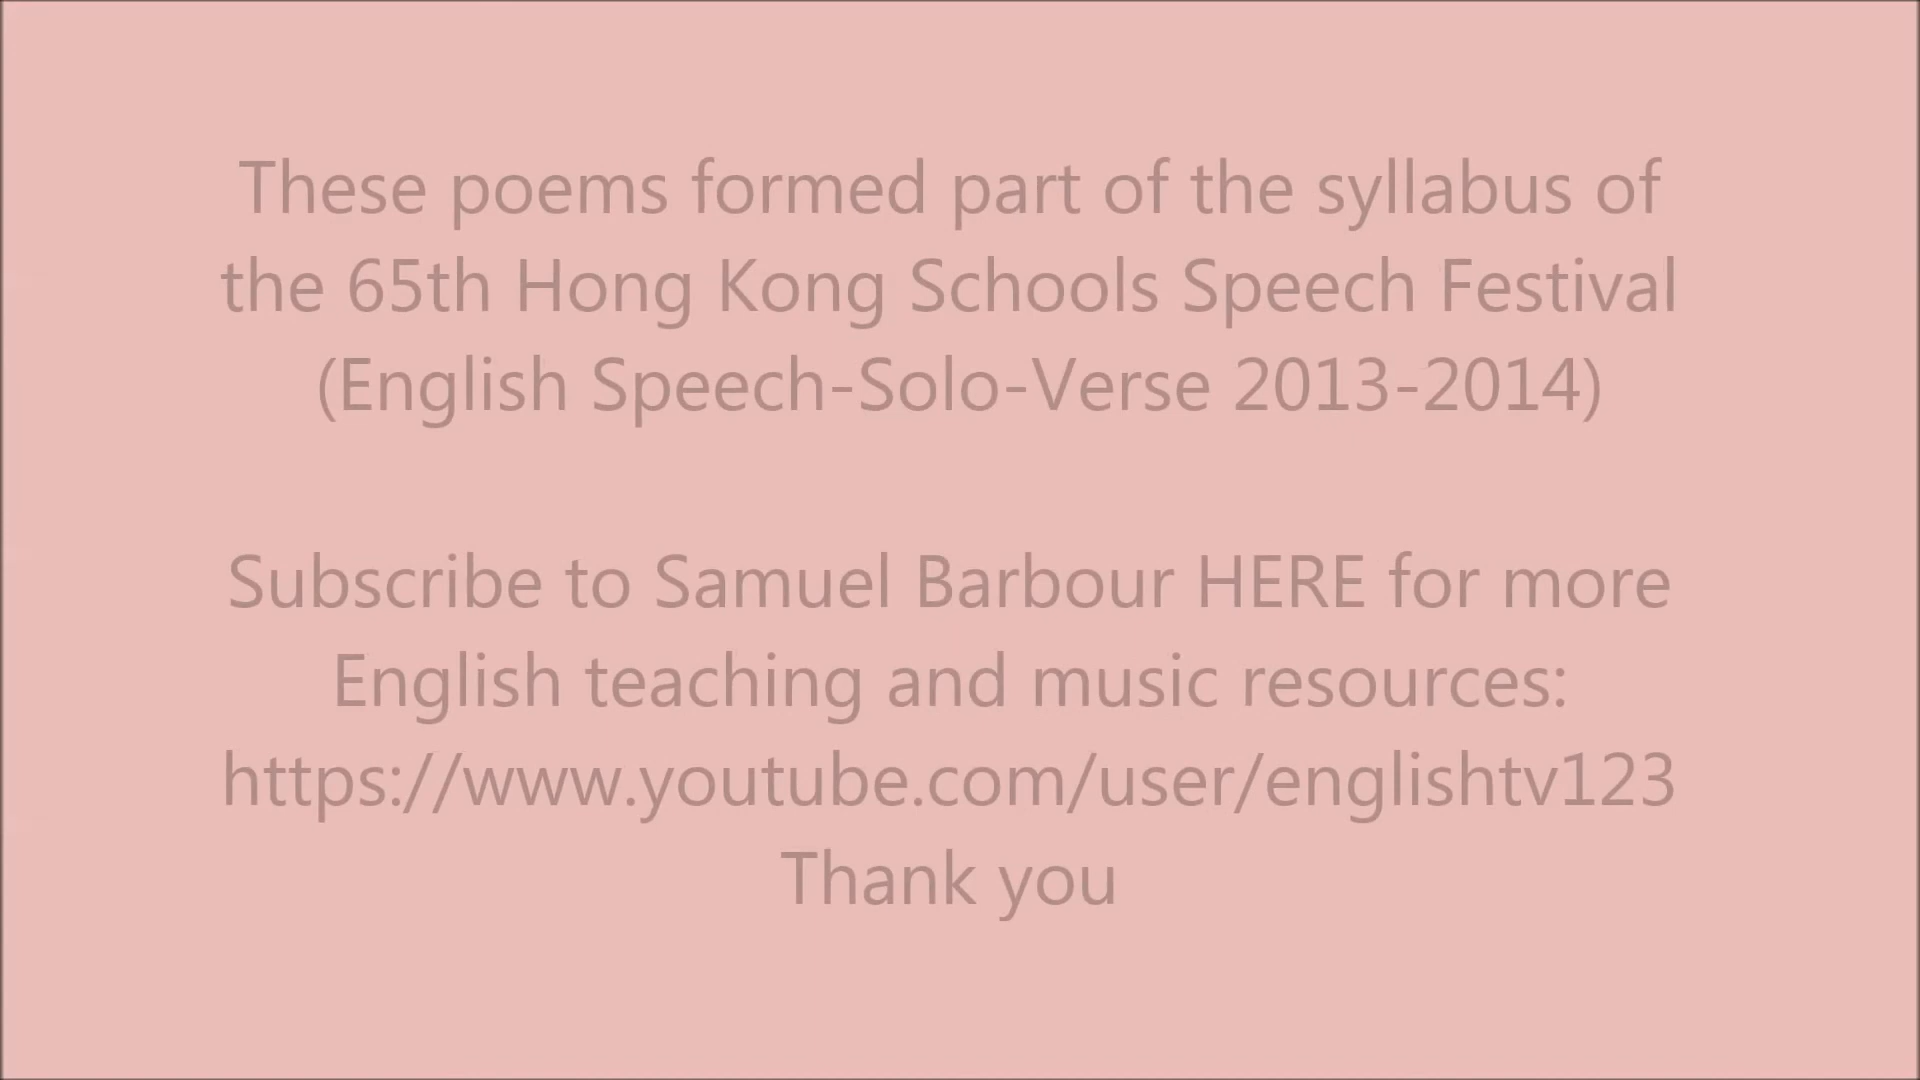 These poems formed part of the syllabus of
the 65th Hong Kong Schools Speech Festival
(English Speech-Solo-Verse 2013-2014)
Subscribe to Samuel Barbour HERE for more
English teaching and music resources:
https://www.youtube.com/user/englishtv123
Thank you